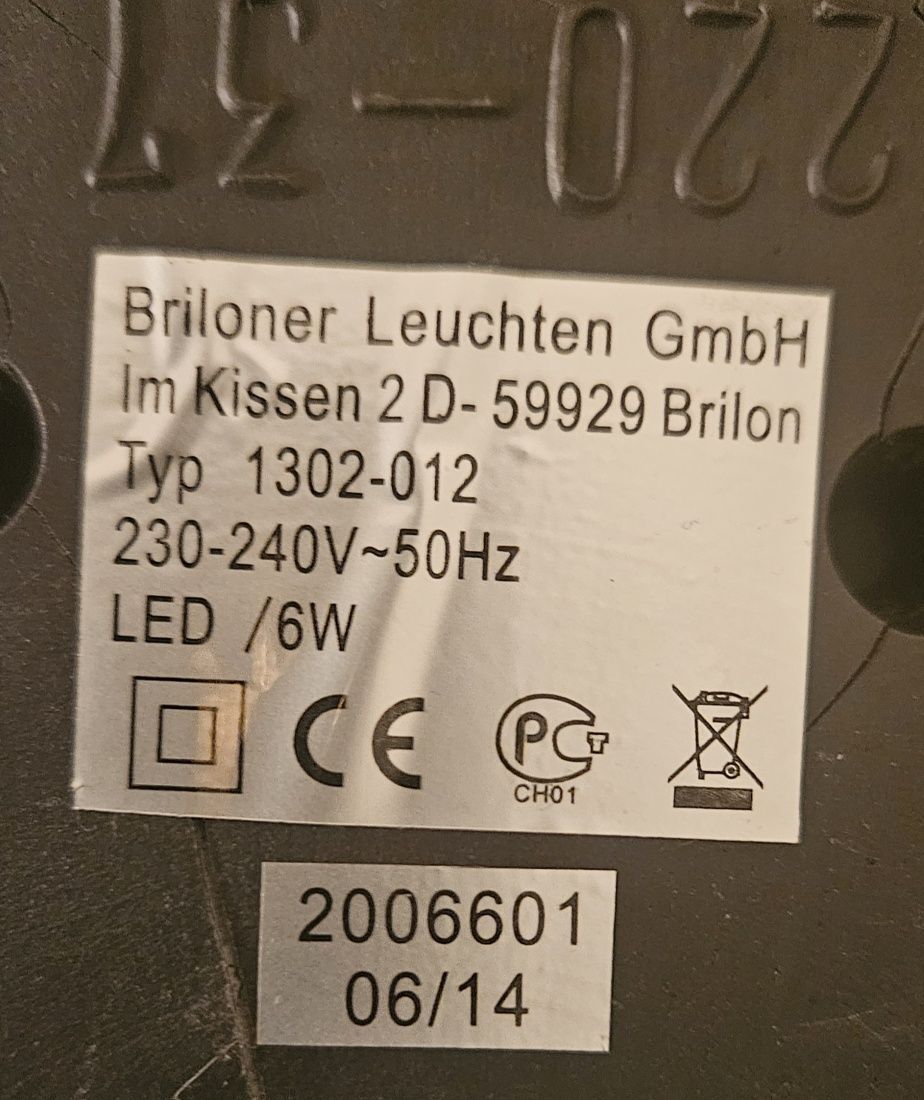 Briloner Leuchten GmbH
Im Kissen 2 D- 59929 Brilon
Typ 1302-012
230-240V~50Hz
LED /6W
CE PCT
CH01
2006601
06/14